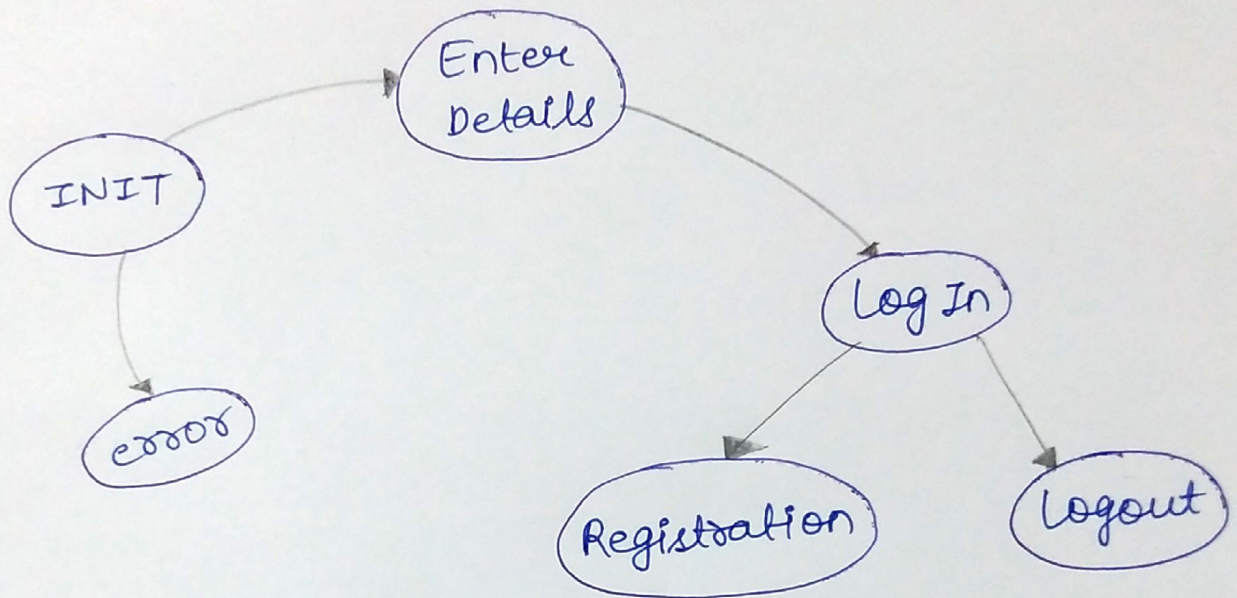 Enter
Details
INIT
Log In
error
Registration
Logout